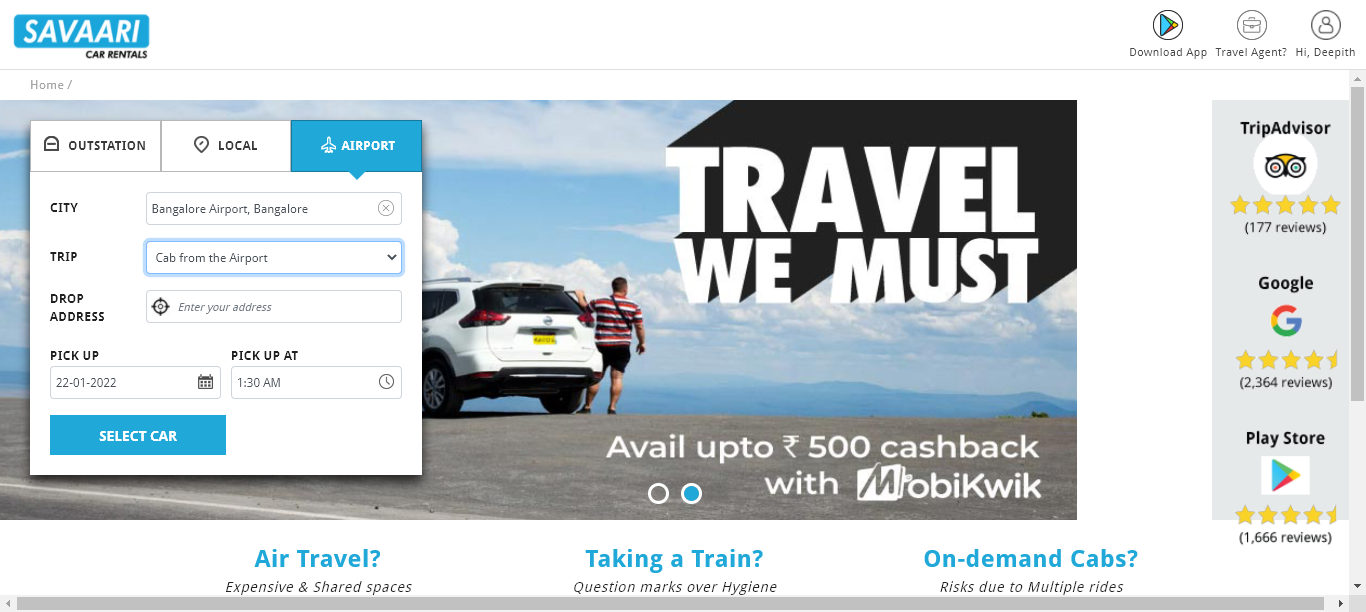 SAVAARI
CAR RENTALS
Download App
Travel Agent?
Hi, Deepith
Home /
OUTSTATION
LOCAL
AIRPORT
CITY
Bangalore Airport, Bangalore
TRIP
Cab from the Airport
DROP
ADDRESS
Enter your address
PICK UP
PICK UP AT
22-01-2022
1:30 AM
SELECT CAR
TRAVEL
WE MUST
Avail upto ₹ 500 cashback
with MobiKwik
TripAdvisor
(177 reviews)
Google
(2,364 reviews)
Play Store
(1,666 reviews)
Air Travel?
Expensive & Shared spaces
Taking a Train?
Question marks over Hygiene
On-demand Cabs?
Risks due to Multiple rides